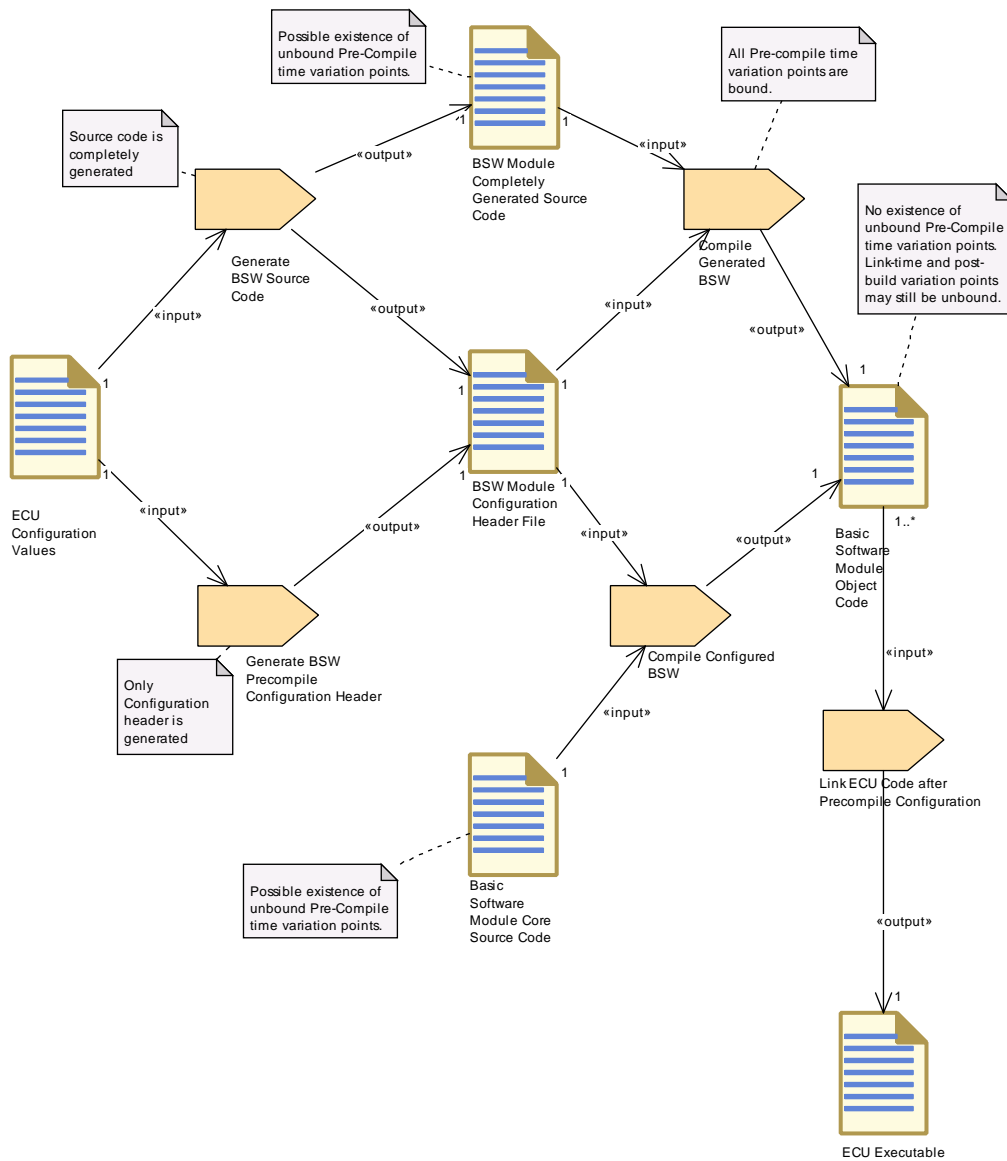 Possible existence of
unbound Pre-Compile
time variation points.
All Pre-compile time
variation points are
bound.
Source code is
completely
generated
1
1
«output»
«input»
BSW Module
Completely
Generated Source
Code
No existence of
unbound Pre-Compile
time variation points.
Link-time and post-
build variation points
may still be unbound.
Generate
BSW Source
Code
Compile
Generated
BSW
«input»
«output»
«input»
«output»
1
1
1
1
1
1
1
1
1
BSW Module
Configuration
Header File
ECU
Configuration
Values
«input»
«output»
«input»
«output»
1..*
Basic
Software
Module
Object
Code
Generate BSW
Precompile
Configuration Header
Compile Configured
BSW
«input»
Only
Configuration
header is
generated
«input»
1
Link ECU Code after
Precompile Configuration
Possible existence of
unbound Pre-Compile
time variation points.
Basic
Software
Module Core
Source Code
«output»
1
ECU Executable